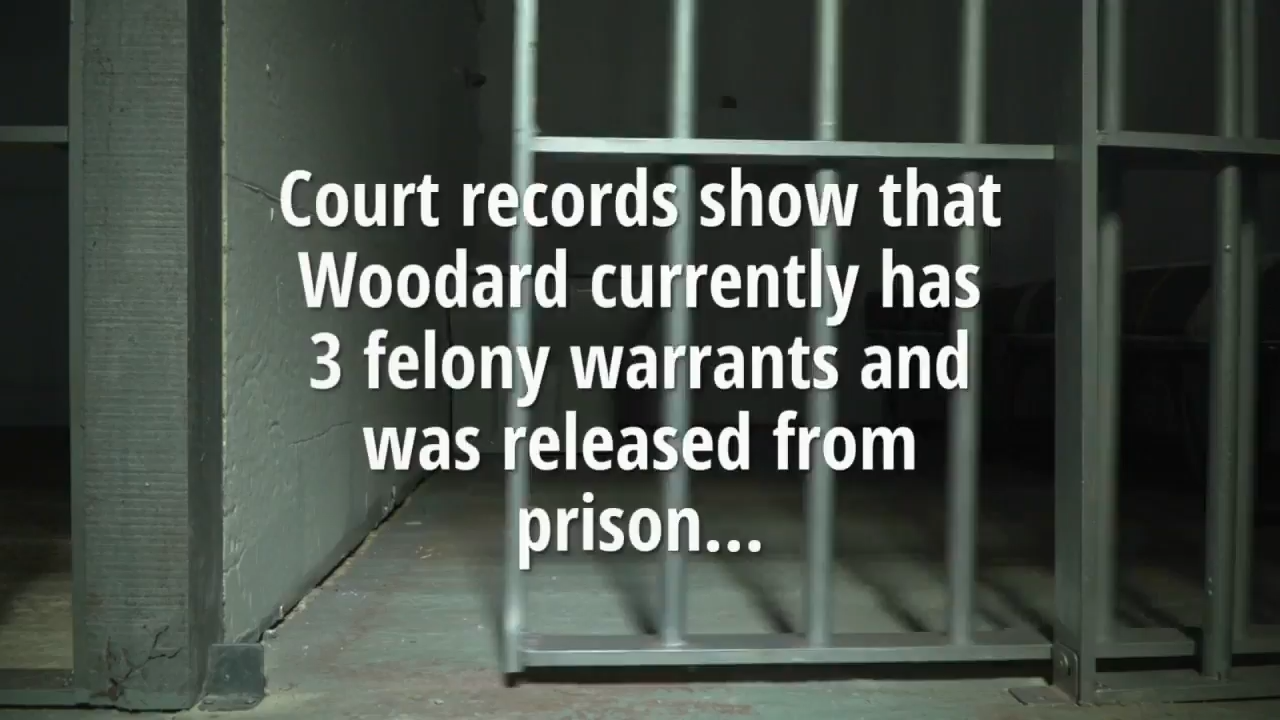 Court records show that
Woodard currently has
3 felony warrants and
was released from
prison...